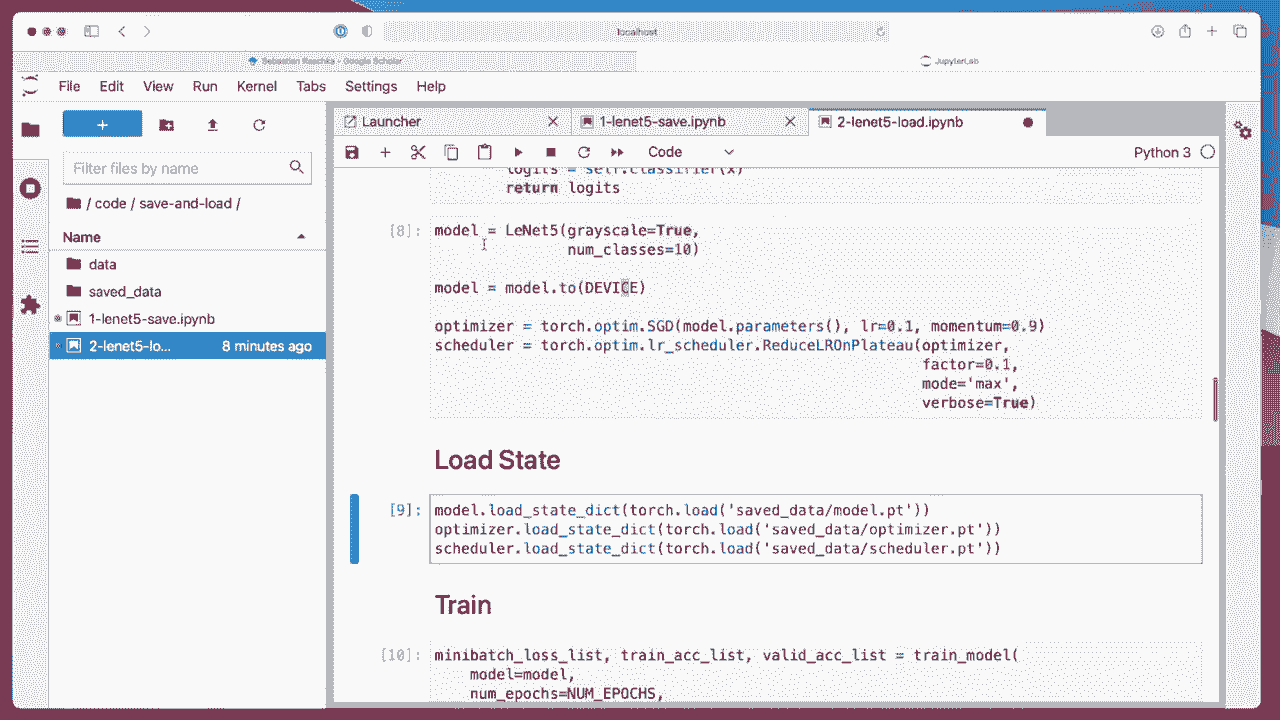 localhost
Sebastian Raschka - Google Scholar
File Edit View Run Kernel Tabs Settings Help
Launcher
1-lenet5-save.ipynb
2-lenet5-load.ipynb
Code
Python 3
Filter files by name
/ code / save-and-load /
Name
data
saved_data
1-lenet5-save.ipynb
2-lenet5-lo... 8 minutes ago
logits = self.classifier(x)
return logits
[8]: model = LeNet5(grayscale=True,
num_classes=10)
model = model.to(DEVICE)
optimizer = torch.optim.SGD(model.parameters(), lr=0.1, momentum=0.9)
scheduler = torch.optim.lr_scheduler.ReduceLROnPlateau(optimizer,
factor=0.1,
mode='max',
verbose=True)
Load State
[9]: model.load_state_dict(torch.load('saved_data/model.pt'))
optimizer.load_state_dict(torch.load('saved_data/optimizer.pt'))
scheduler.load_state_dict(torch.load('saved_data/scheduler.pt'))
Train
[10]: minibatch_loss_list, train_acc_list, valid_acc_list = train_model(
model=model,
num_epochs=NUM_EPOCHS,